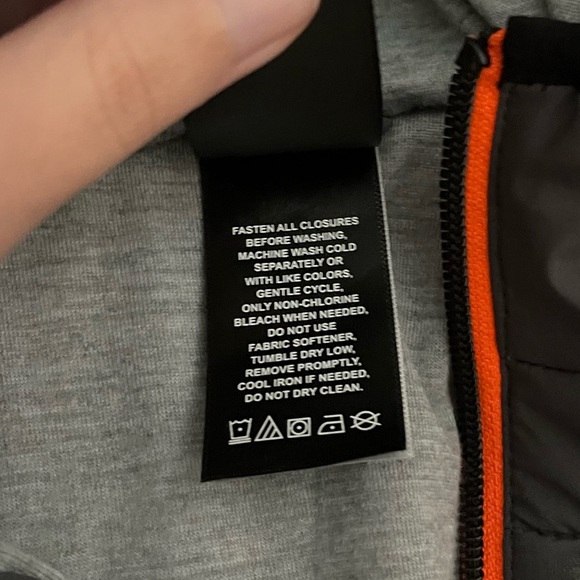 FASTEN ALL CLOSURES
BEFORE WASHING,
MACHINE WASH COLD
SEPARATELY OR
WITH LIKE COLORS,
GENTLE CYCLE,
ONLY NON-CHLORINE
BLEACH WHEN NEEDED,
DO NOT USE
FABRIC SOFTENER,
TUMBLE DRY LOW,
REMOVE PROMPTLY,
COOL IRON IF NEEDED,
DO NOT DRY CLEAN.